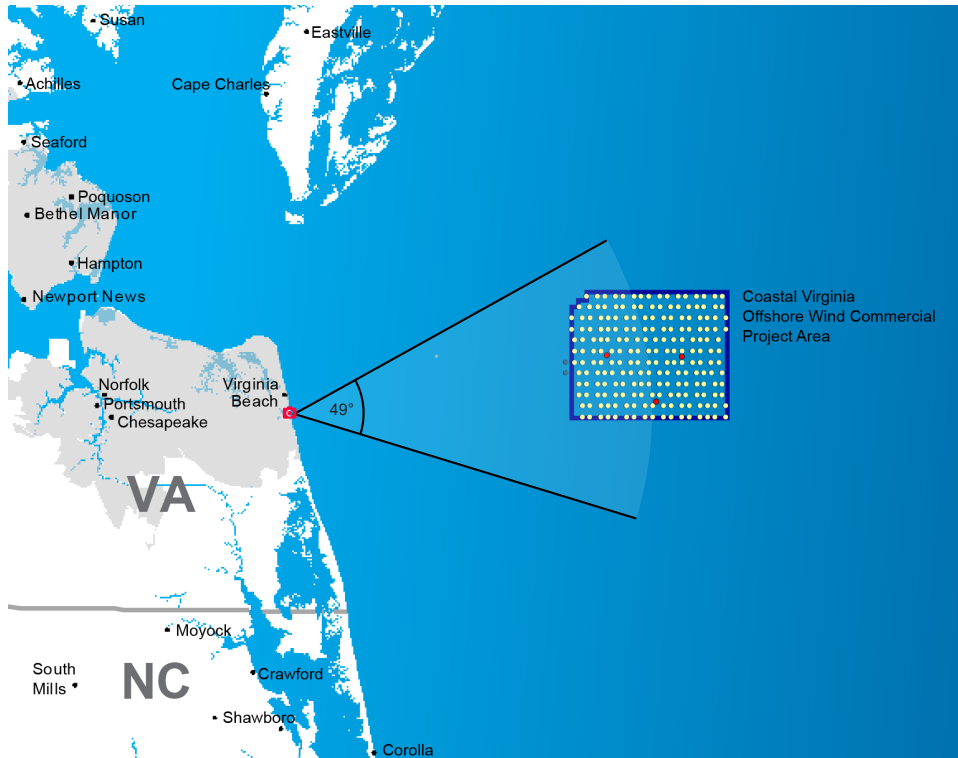 Susan
Eastville
Achilles
Cape Charles
Seaford
Poquoson
Bethel Manor
Hampton
Newport News
Coastal Virginia
Offshore Wind Commercial
Project Area
Norfolk
Virginia
Beach
Portsmouth
Chesapeake
49°
VA
Moyock
South
Mills
NC
Crawford
Shawboro
Corolla